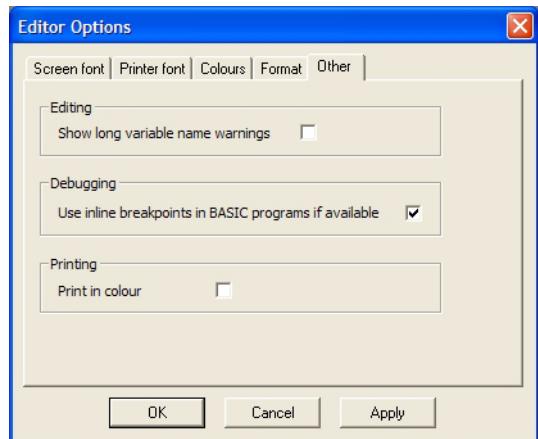 Editor Options
Screen font Printer font Colours Format Other
Editing
Show long variable name warnings
Debugging
Use inline breakpoints in BASIC programs if available
Printing
Print in colour
OK Cancel Apply